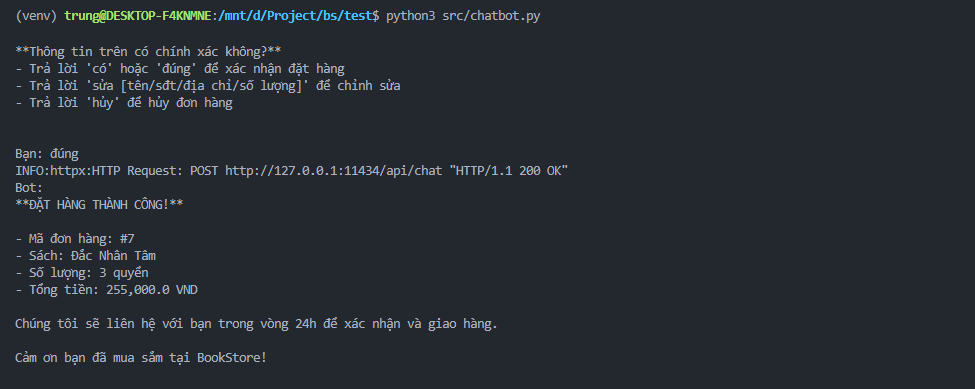 (venv) trung@DESKTOP-F4KNMNE:/mnt/d/Project/bs/test$ python3 src/chatbot.py
**Thông tin trên có chính xác không?**
- Trả lời 'có' hoặc 'đúng' để xác nhận đặt hàng
- Trả lời 'sửa [tên/sđt/địa chỉ/số lượng]' để chỉnh sửa
- Trả lời 'hủy' để hủy đơn hàng
Bạn: đúng
INFO:httpx:HTTP Request: POST http://127.0.0.1:11434/api/chat "HTTP/1.1 200 OK"
Bot:
**ĐẶT HÀNG THÀNH CÔNG!**
- Mã đơn hàng: #7
- Sách: Đắc Nhân Tâm
- Số lượng: 3 quyển
- Tổng tiền: 255,000.0 VND
Chúng tôi sẽ liên hệ với bạn trong vòng 24h để xác nhận và giao hàng.
Cảm ơn bạn đã mua sắm tại BookStore!